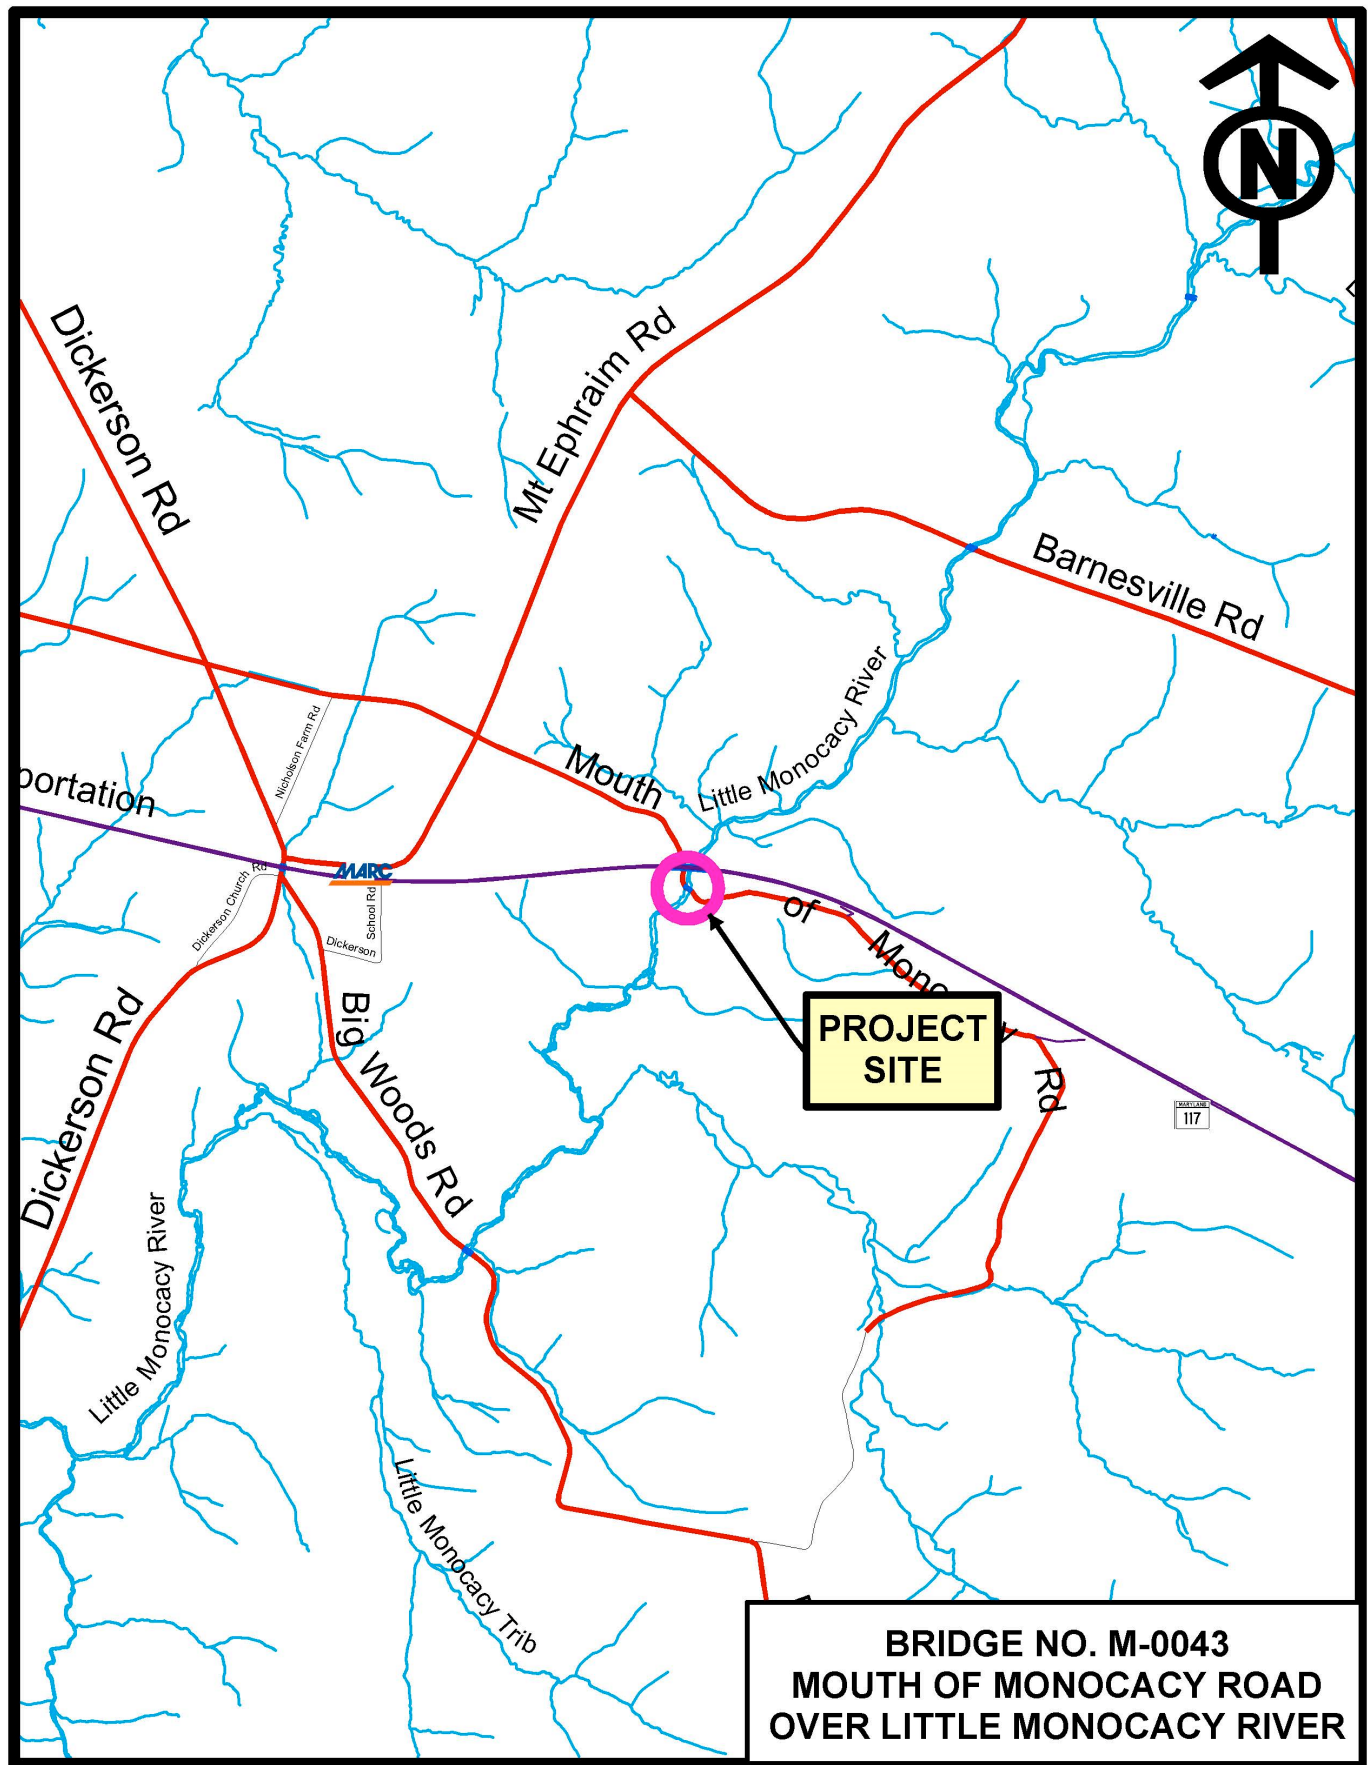 N
Dickerson Rd
Mt Ephraim Rd
Barnesville Rd
Little Monocacy River
Nicholson Farm Rd
Mouth
portation
MARC
Dickerson Church Rd
School Rd
Dickerson
of
Rd
Big Woods Rd
PROJECT
SITE
Dickerson Rd
MARYLAND
117
Little Monocacy River
Little Monocacy Trib
BRIDGE NO. M-0043
MOUTH OF MONOCACY ROAD
OVER LITTLE MONOCACY RIVER